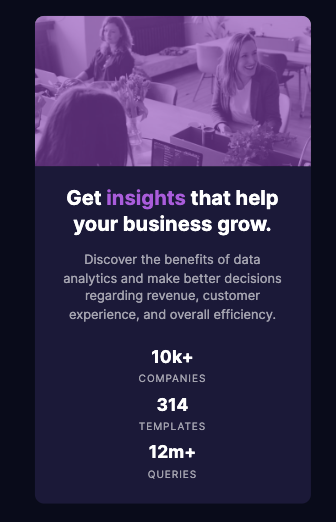 Get insights that help
your business grow.
Discover the benefits of data
analytics and make better decisions
regarding revenue, customer
experience, and overall efficiency.
10k+
COMPANIES
314
TEMPLATES
12m+
QUERIES